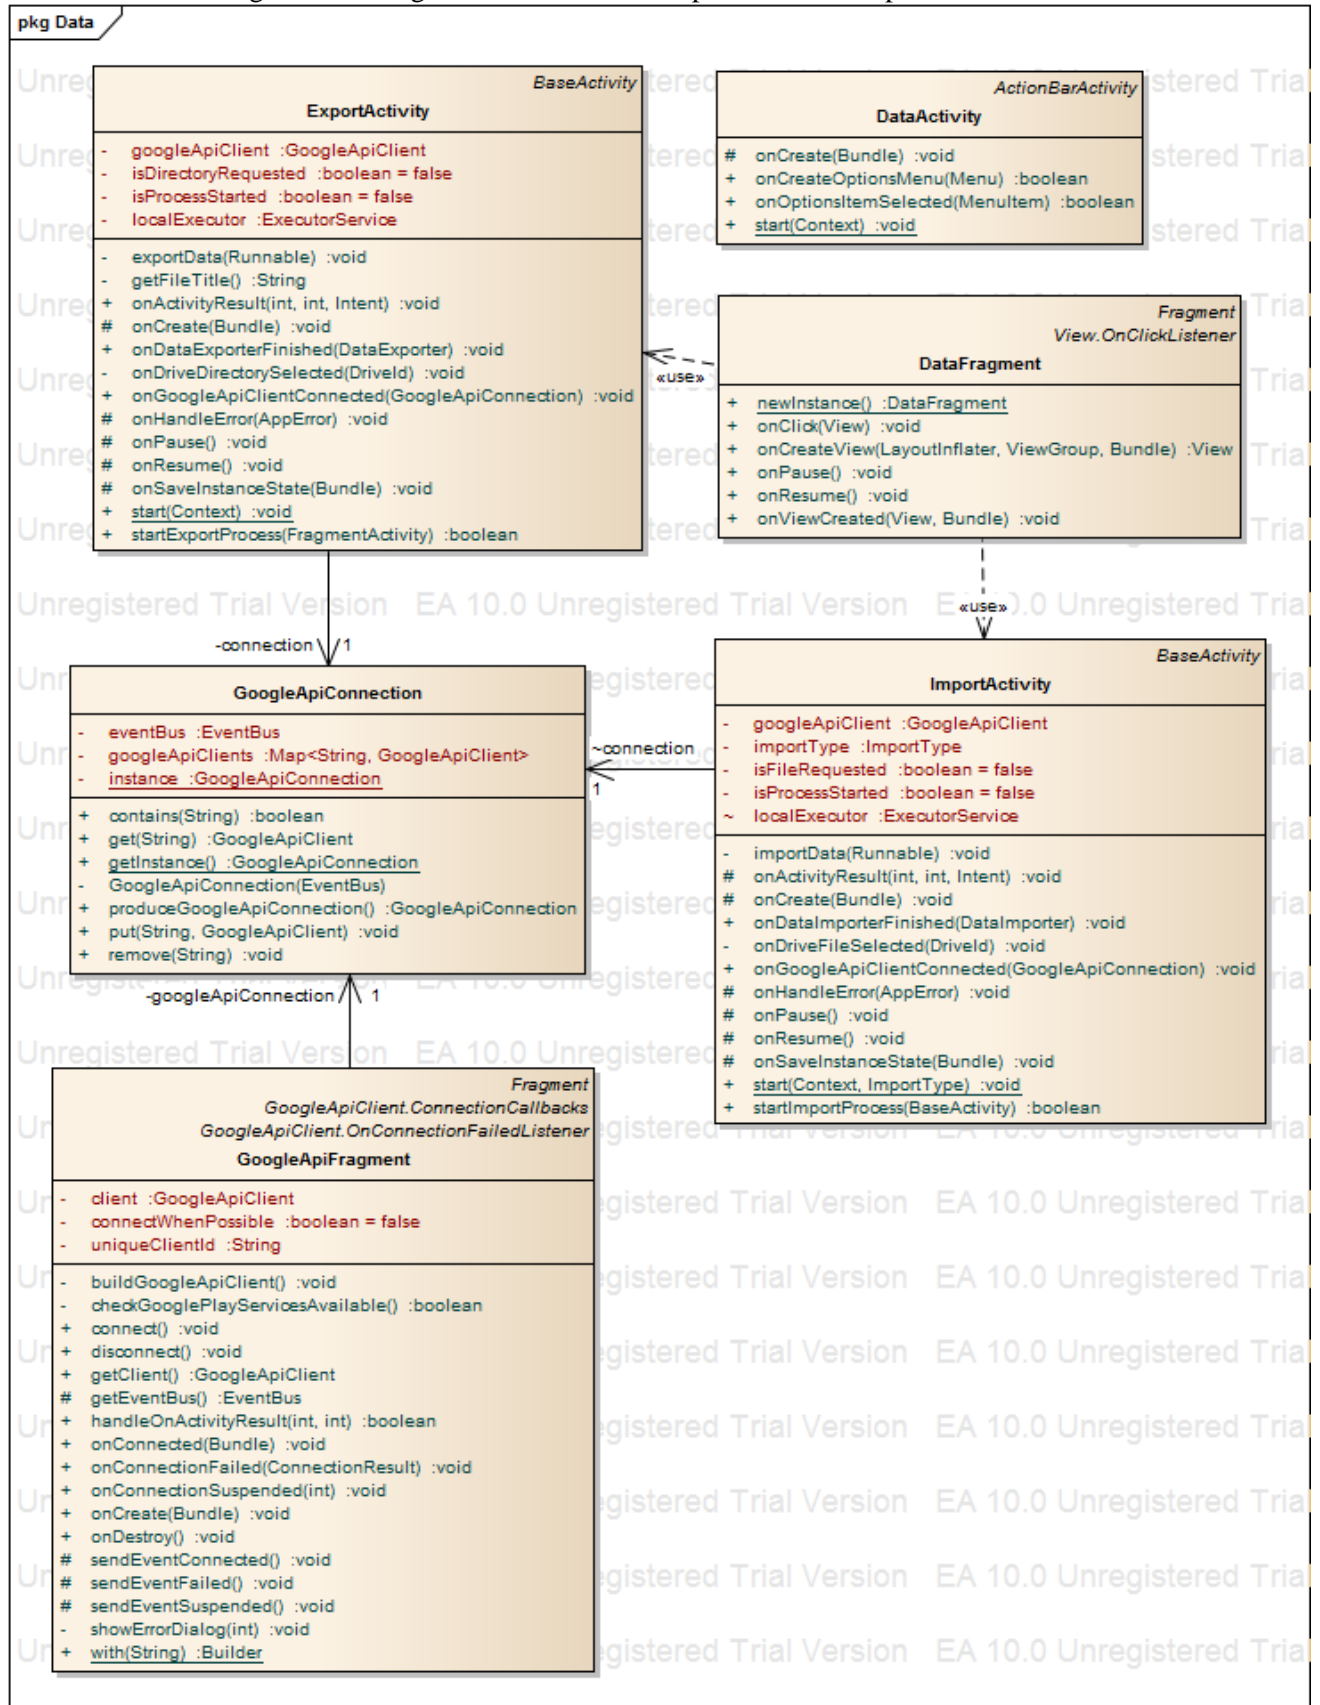 pkg Data
BaseActivity
ExportActivity
- googleApiClient :GoogleApiClient
- isDirectoryRequested :boolean = false
- isProcessStarted :boolean = false
- localExecutor :ExecutorService
- exportData(Runnable) :void
- getFileTitle() :String
+ onActivityResult(int, int, Intent) :void
# onCreate(Bundle) :void
+ onDataExporterFinished(DataExporter) :void
- onDriveDirectorySelected(DriveId) :void
+ onGoogleApiClientConnected(GoogleApiConnection) :void
# onHandleError(AppError) :void
# onPause() :void
# onResume() :void
# onSaveInstanceState(Bundle) :void
+ start(Context) :void
+ startExportProcess(FragmentActivity) :boolean
ActionBarActivity
DataActivity
# onCreate(Bundle) :void
+ onCreateOptionsMenu(Menu) :boolean
+ onOptionsItemSelected(MenuItem) :boolean
+ start(Context) :void
Fragment
View.OnClickListener
DataFragment
+ newInstance() :DataFragment
+ onClick(View) :void
+ onCreateView(LayoutInflater, ViewGroup, Bundle) :View
+ onPause() :void
+ onResume() :void
+ onViewCreated(View, Bundle) :void
«use»
«use»
-connection 1
GoogleApiConnection
- eventBus :EventBus
- googleApiClients :Map<String, GoogleApiClient>
- instance :GoogleApiConnection
+ contains(String) :boolean
+ get(String) :GoogleApiClient
+ getInstance() :GoogleApiConnection
- GoogleApiConnection(EventBus)
+ produceGoogleApiConnection() :GoogleApiConnection
+ put(String, GoogleApiClient) :void
+ remove(String) :void
~connection
1
BaseActivity
ImportActivity
- googleApiClient :GoogleApiClient
- importType :ImportType
- isFileRequested :boolean = false
- isProcessStarted :boolean = false
~ localExecutor :ExecutorService
- importData(Runnable) :void
# onActivityResult(int, int, Intent) :void
# onCreate(Bundle) :void
+ onDataImporterFinished(DataImporter) :void
- onDriveFileSelected(DriveId) :void
+ onGoogleApiClientConnected(GoogleApiConnection) :void
# onHandleError(AppError) :void
# onPause() :void
# onResume() :void
# onSaveInstanceState(Bundle) :void
+ start(Context, ImportType) :void
+ startImportProcess(BaseActivity) :boolean
-googleApiConnection 1
Fragment
GoogleApiClient.ConnectionCallbacks
GoogleApiClient.OnConnectionFailedListener
GoogleApiFragment
- client :GoogleApiClient
- connectWhenPossible :boolean = false
- uniqueClientId :String
- buildGoogleApiClient() :void
- checkGooglePlayServicesAvailable() :boolean
+ connect() :void
+ disconnect() :void
+ getClient() :GoogleApiClient
# getEventBus() :EventBus
+ handleOnActivityResult(int, int) :boolean
+ onConnected(Bundle) :void
+ onConnectionFailed(ConnectionResult) :void
+ onConnectionSuspended(int) :void
+ onCreate(Bundle) :void
+ onDestroy() :void
# sendEventConnected() :void
# sendEventFailed() :void
# sendEventSuspended() :void
- showErrorDialog(int) :void
+ with(String) :Builder
Unregistered Trial Version EA 10.0 Unregistered Trial Version